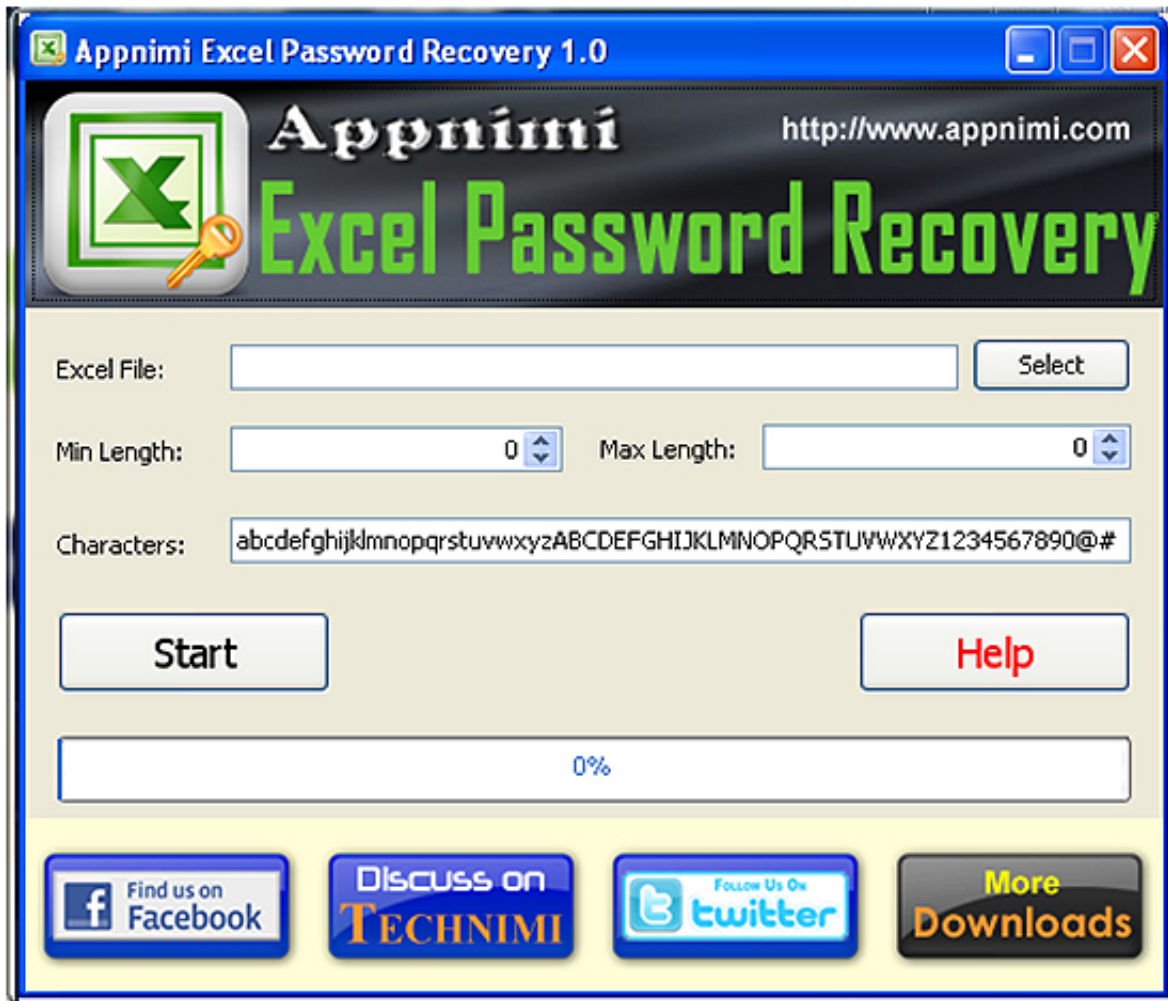 Appnimi Excel Password Recovery 1.0
Appnimi
http://www.appnimi.com
Excel Password Recovery
Excel File:
Select
Min Length:
0
Max Length:
0
Characters:
abcdefghijklmnopqrstuvwxyzABCDEFGHIJKLMNOPQRSTUVWXYZ1234567890@#
Start
Help
0%
Find us on
Facebook
Discuss on
TECHNIMI
Follow Us On
twitter
More
Downloads